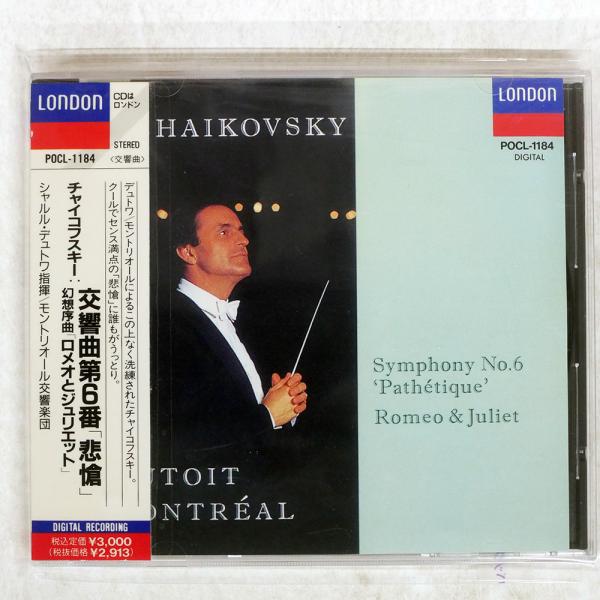 LONDON
CDは
ロンドン
STEREO
POCL-1184
〈交響曲〉
デュトワ/モントリオールによるこの上なく洗練されたチャイコフスキー。
クールでセンス満点の「悲愴」に誰もがうっとり。
チャイコフスキー:
交響曲第6番「悲愴」
幻想序曲「ロメオとジュリエット」
シャルル・デュトワ指揮/モントリオール交響楽団
DIGITAL RECORDING
税込定価 ¥3,000
(税抜価格 ¥2,913)
HAIKOVSKY
UTOIT
ONTRÉAL
LONDON
POCL-1184
DIGITAL
Symphony No.6
‘Pathétique’
Romeo & Juliet